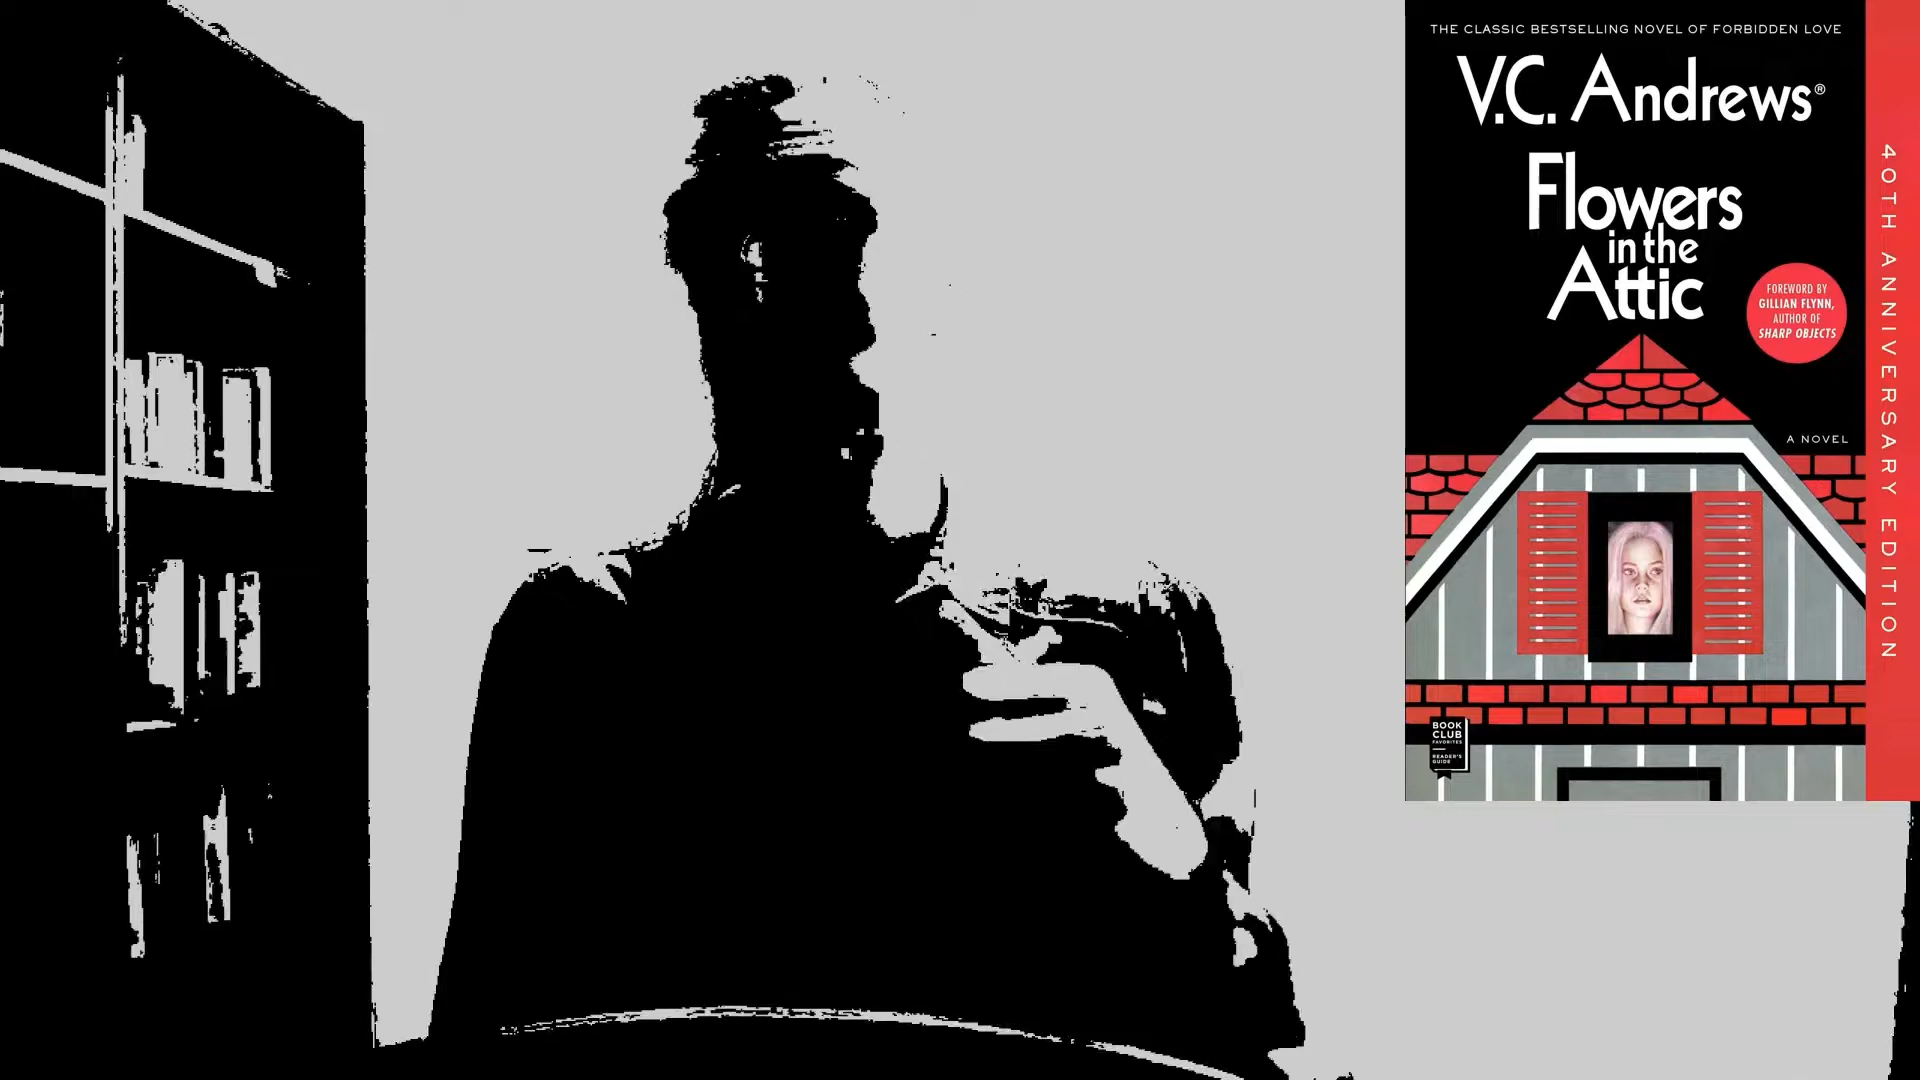 THE CLASSIC BESTSELLING NOVEL OF FORBIDDEN LOVE
V.C. Andrews®
Flowers
in the
Attic
FOREWORD BY
GILLIAN FLYNN,
AUTHOR OF
SHARP OBJECTS
A NOVEL
40TH ANNIVERSARY EDITION
BOOK
CLUB
FAVORITES
READER'S
GUIDE